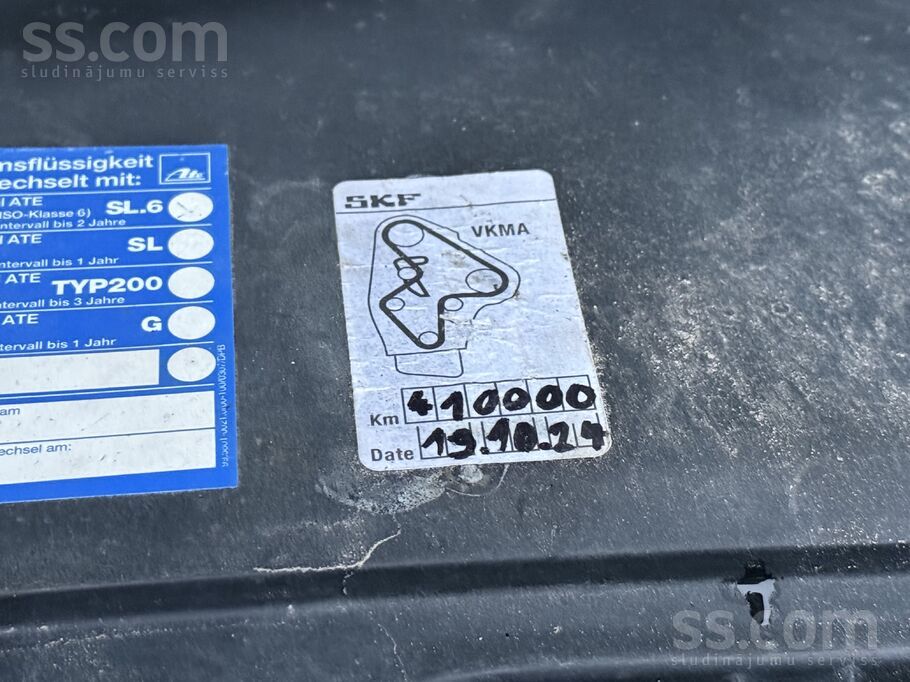 ss.com
sludinājumu serviss
nsflüssigkeit
echselt mit:
Ate
ATE
SL.6
ISO-Klasse 6)
ntervall bis 2 Jahre
ATE
SL
ntervall bis 1 Jahr
ATE
TYP200
ntervall bis 3 Jahre
ATE
G
tervall bis 1 Jahr
am
echsel am:
SKF
VKMA
Km 410000
Date 19.10.24
ss.com
sludinājumu serviss